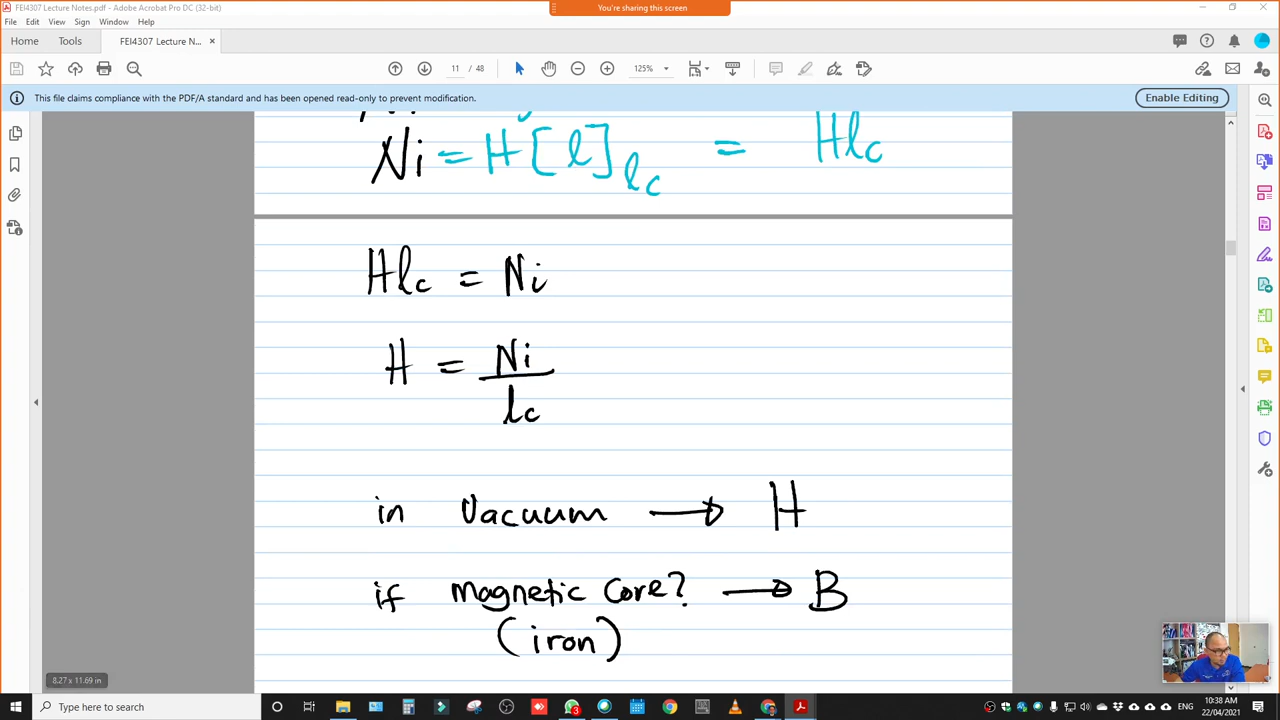 FEI4307 Lecture Notes.pdf - Adobe Acrobat Pro DC (32-bit)
You're sharing this screen
File Edit View Sign Window Help
Home Tools FEI4307 Lecture N... ×
11 / 48 125%
This file claims compliance with the PDF/A standard and has been opened read-only to prevent modification. Enable Editing
Ni = H [l]lc = Hlc
Hlc = Ni
H = Ni
lc
in Vacuum → H
if magnetic core? → B
(iron)
8.27 x 11.69 in
Type here to search
3
ENG
10:38 AM
22/04/2021